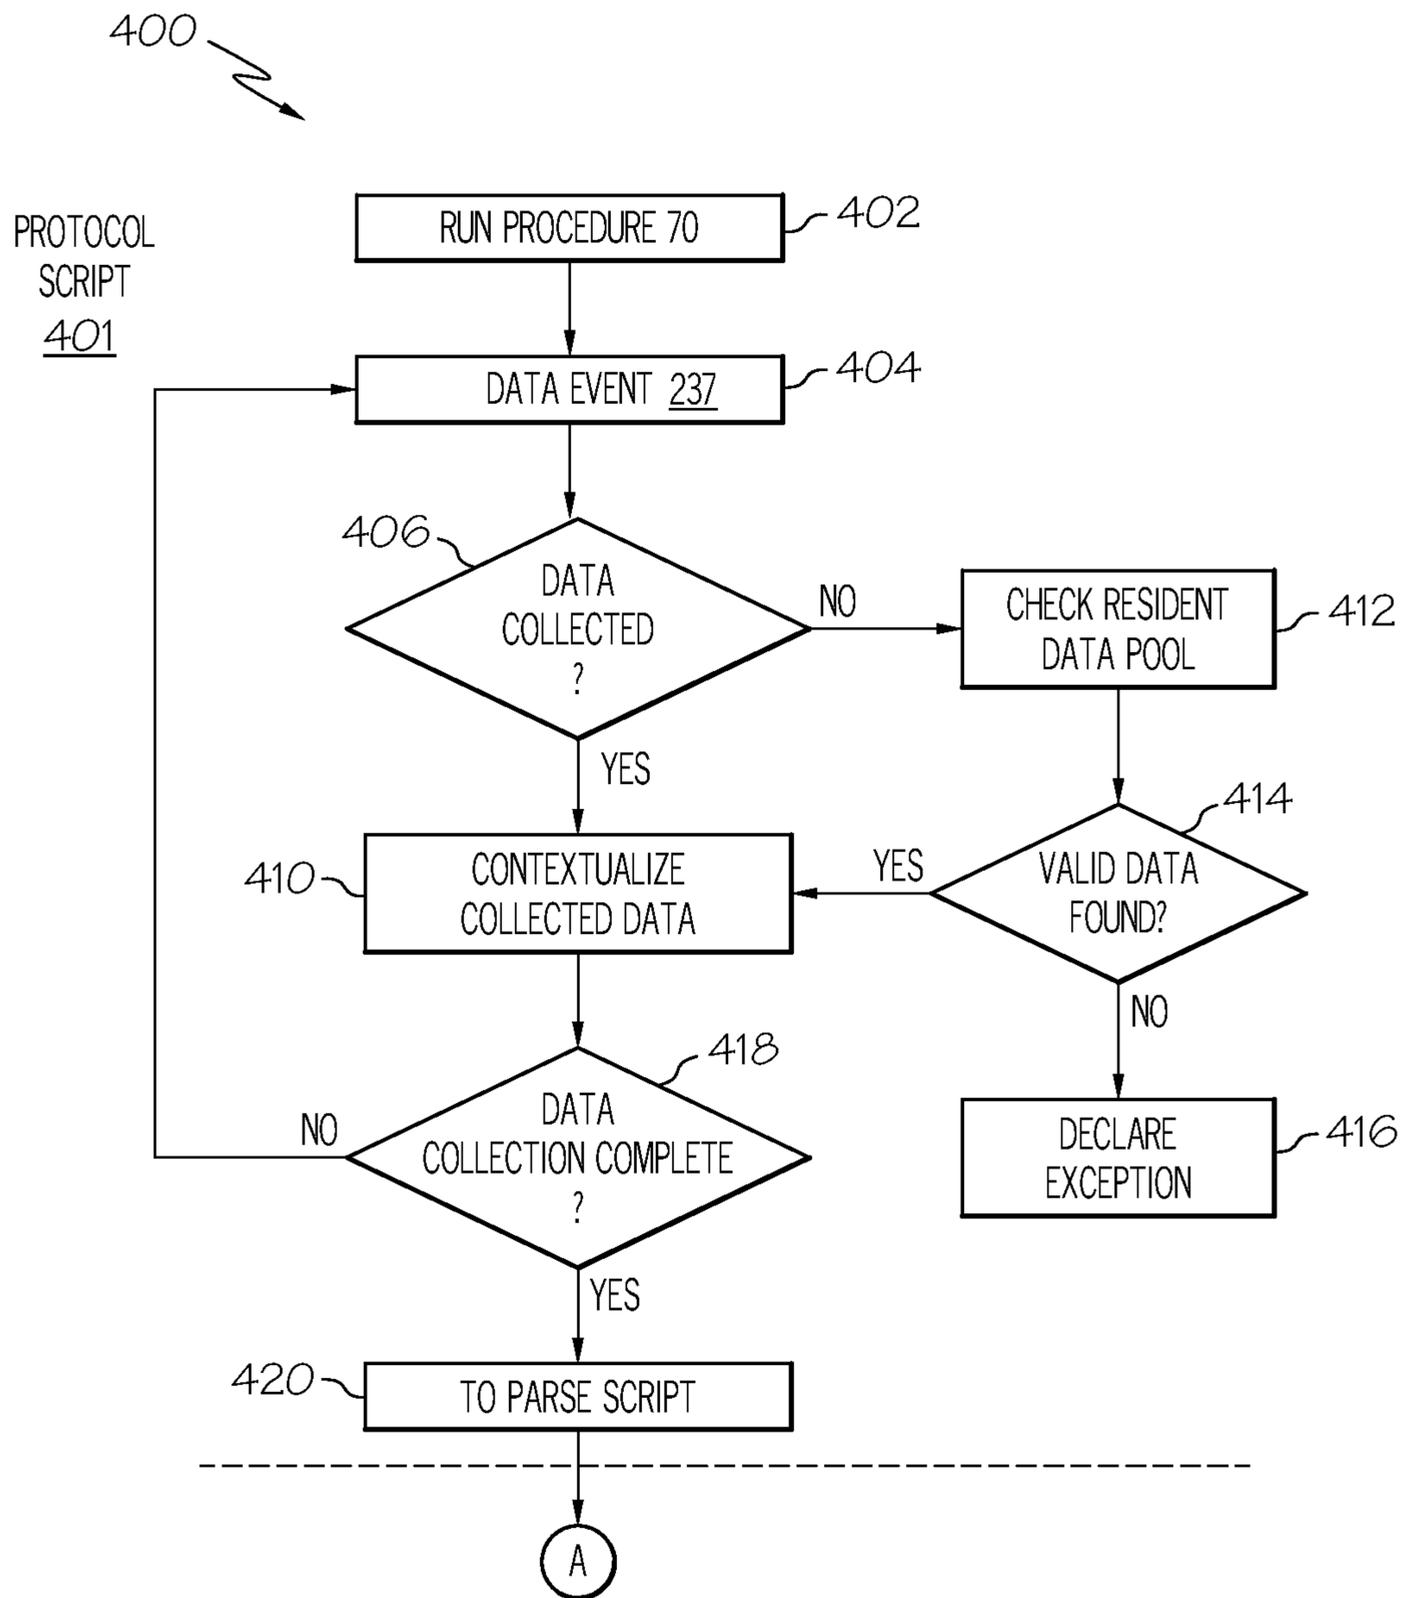 400
PROTOCOL
SCRIPT
401
RUN PROCEDURE 70
402
DATA EVENT 237
404
406
DATA
COLLECTED
?
NO
YES
CHECK RESIDENT
DATA POOL
412
414
VALID DATA
FOUND?
YES
NO
410
CONTEXTUALIZE
COLLECTED DATA
418
DATA
COLLECTION COMPLETE
?
NO
YES
DECLARE
EXCEPTION
416
420
TO PARSE SCRIPT
A